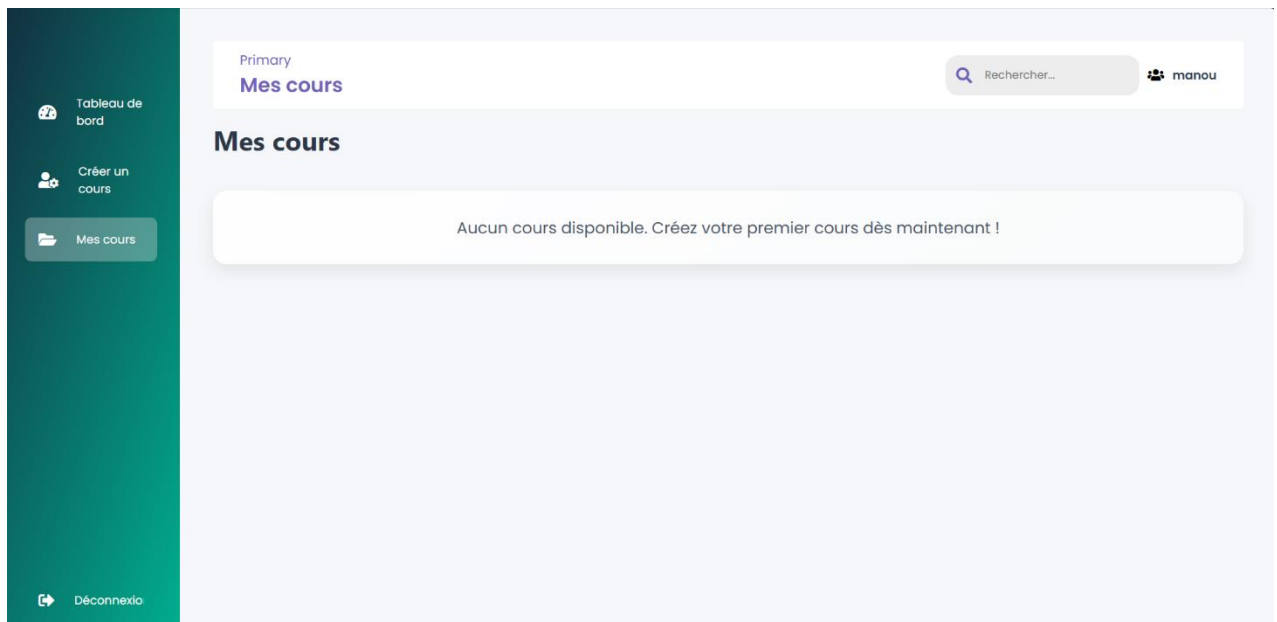 Tableau de
bord
Créer un
cours
Mes cours
Déconnexio
Primary
Mes cours
Rechercher...
manou
Mes cours
Aucun cours disponible. Créez votre premier cours dès maintenant !